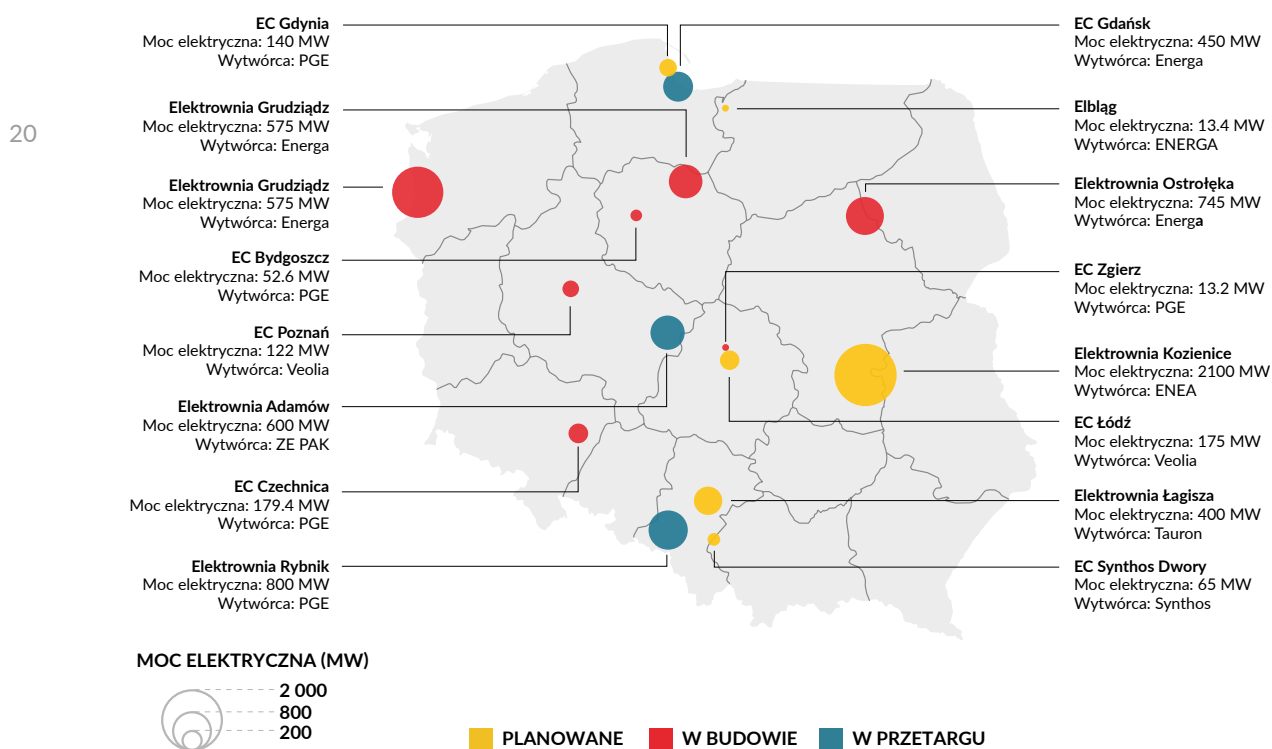 20
EC Gdynia
Moc elektryczna: 140 MW
Wytwórca: PGE
Elektrownia Grudziądz
Moc elektryczna: 575 MW
Wytwórca: Energa
Elektrownia Grudziądz
Moc elektryczna: 575 MW
Wytwórca: Energa
EC Bydgoszcz
Moc elektryczna: 52.6 MW
Wytwórca: PGE
EC Poznań
Moc elektryczna: 122 MW
Wytwórca: Veolia
Elektrownia Adamów
Moc elektryczna: 600 MW
Wytwórca: ZE PAK
EC Czechnica
Moc elektryczna: 179.4 MW
Wytwórca: PGE
Elektrownia Rybnik
Moc elektryczna: 800 MW
Wytwórca: PGE
EC Gdańsk
Moc elektryczna: 450 MW
Wytwórca: Energa
Elbląg
Moc elektryczna: 13.4 MW
Wytwórca: ENERGA
Elektrownia Ostrołęka
Moc elektryczna: 745 MW
Wytwórca: Energa
EC Zgierz
Moc elektryczna: 13.2 MW
Wytwórca: PGE
Elektrownia Kozienice
Moc elektryczna: 2100 MW
Wytwórca: ENEA
EC Łódź
Moc elektryczna: 175 MW
Wytwórca: Veolia
Elektrownia Łagisza
Moc elektryczna: 400 MW
Wytwórca: Tauron
EC Synthos Dwory
Moc elektryczna: 65 MW
Wytwórca: Synthos
MOC ELEKTRYCZNA (MW)
2 000
800
200
PLANOWANE
W BUDOWIE
W PRZETARGU